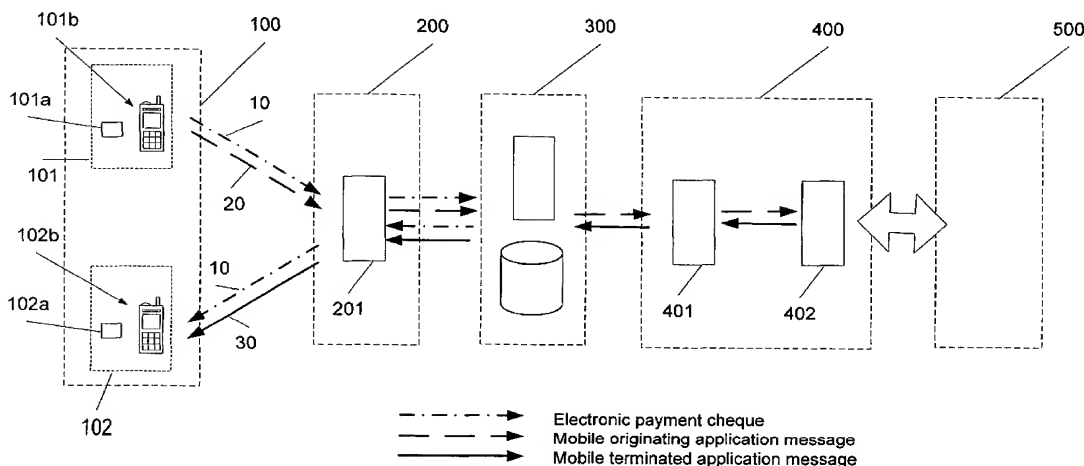 101b
100
200
300
400
500
101a
10
101
20
102b
10
102a
201
30
401
402
102
Electronic payment cheque
Mobile originating application message
Mobile terminated application message